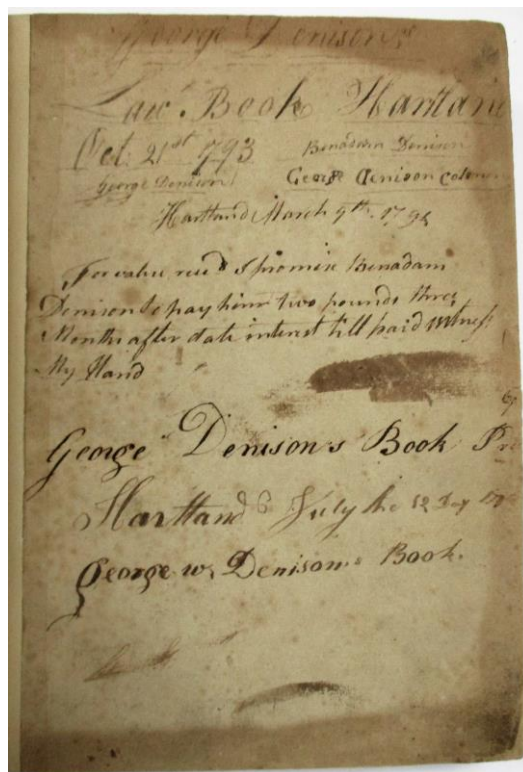 George Denison's
Law Book Hartland
Oct 21st 1793 Benadam Denison
George Denison George Denison Colonel
Hartland March 9th 179
For value recd I promise Benadam
Denison to pay him two pounds three
Months after date interest till paid witness
My Hand
George Denison's Book
Hartland July the 12 Day
George W Denison's Book.